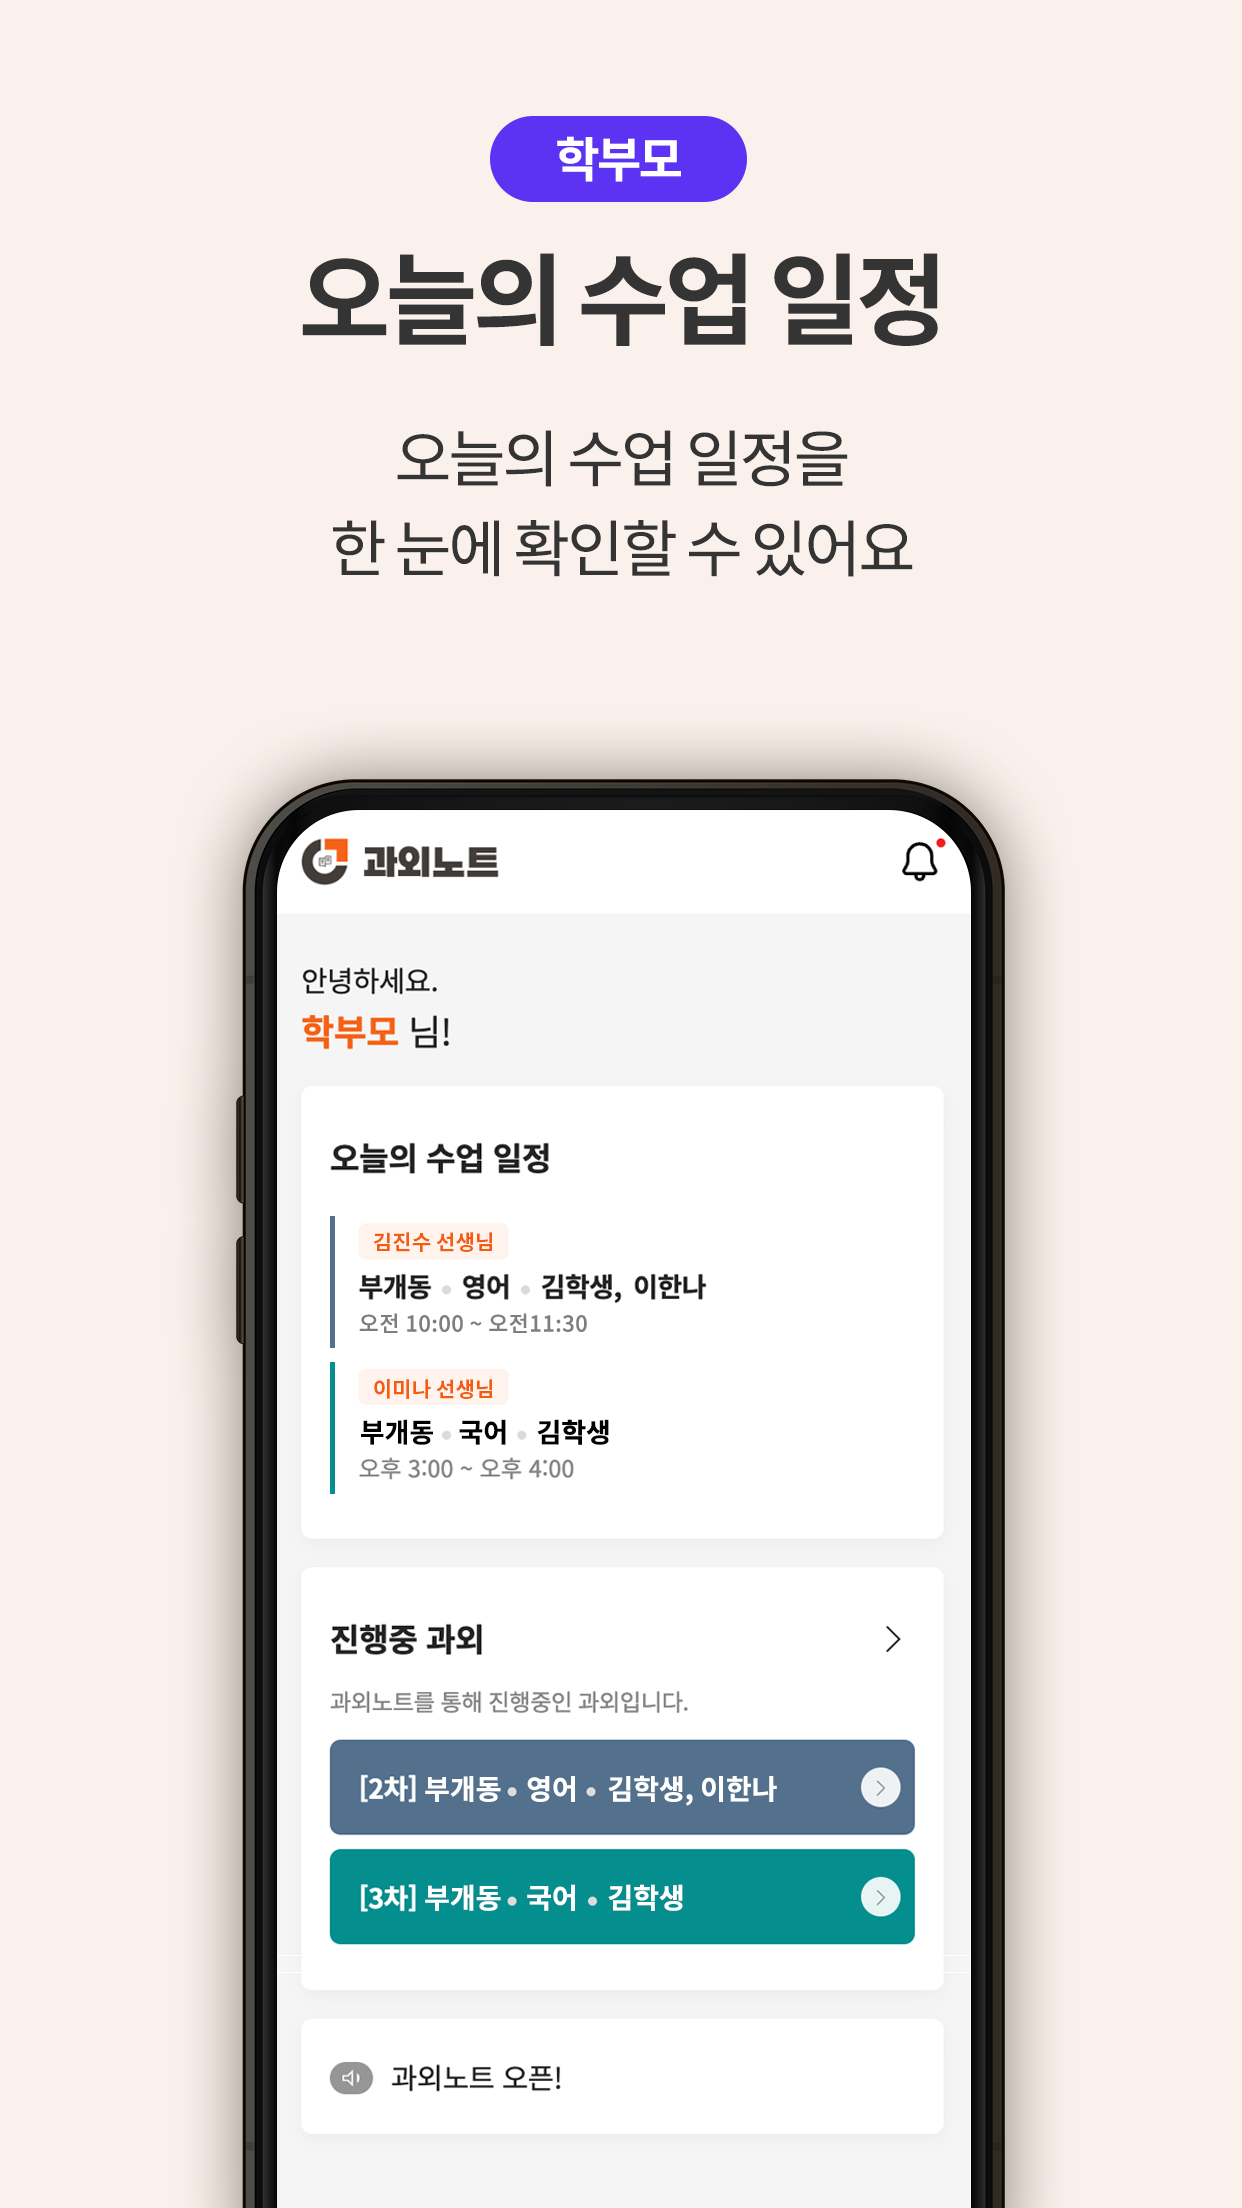 학부모
오늘의 수업 일정
오늘의 수업 일정을
한 눈에 확인할 수 있어요
과외노트
안녕하세요.
학부모 님!
오늘의 수업 일정
김진수 선생님
부개동 • 영어 • 김학생, 이한나
오전 10:00 ~ 오전11:30
이미나 선생님
부개동 • 국어 • 김학생
오후 3:00 ~ 오후 4:00
진행중 과외
과외노트를 통해 진행중인 과외입니다.
[2차] 부개동 • 영어 • 김학생, 이한나
[3차] 부개동 • 국어 • 김학생
과외노트 오픈!